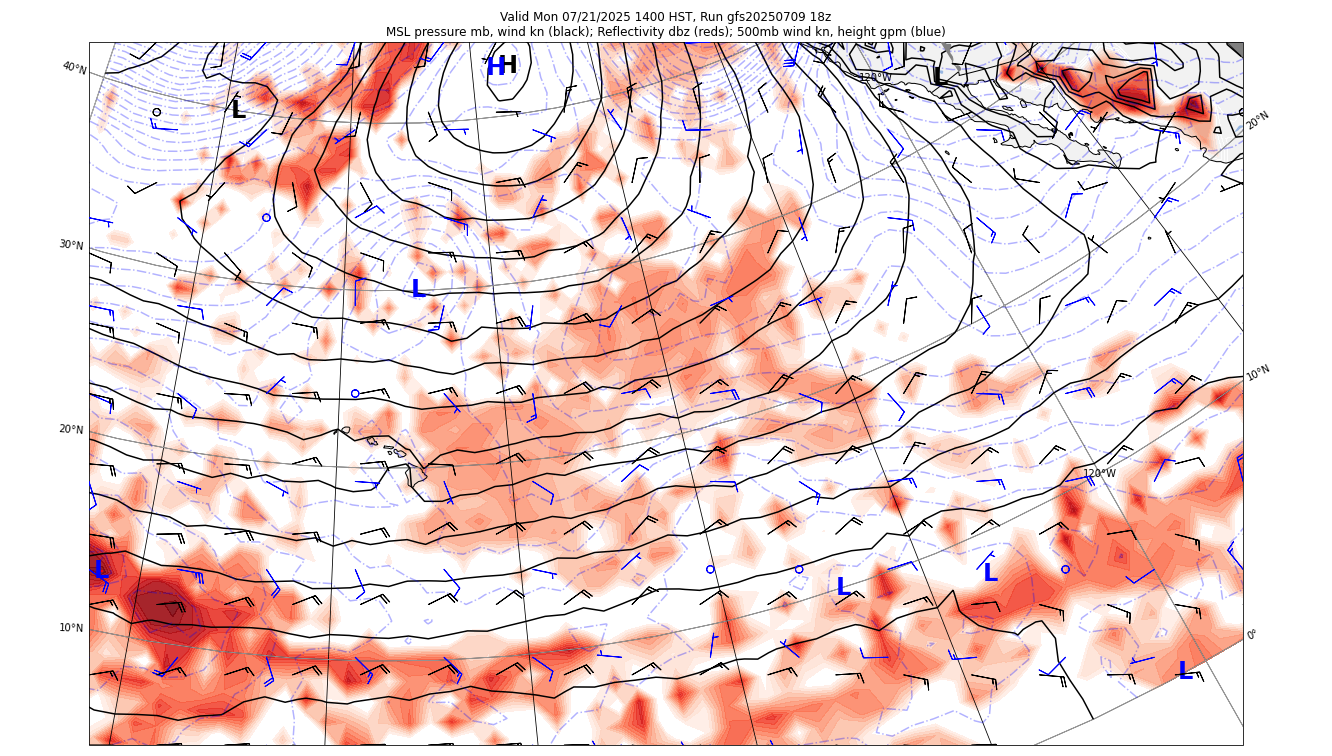 Valid Mon 07/21/2025 1400 HST, Run gfs20250709 18z
MSL pressure mb, wind kn (black); Reflectivity dbz (reds); 500mb wind kn, height gpm (blue)
40°N
H H
L
120°W
L
20°N
30°N
L
10°N
20°N
120°W
L
L
L
10°N
0°
L